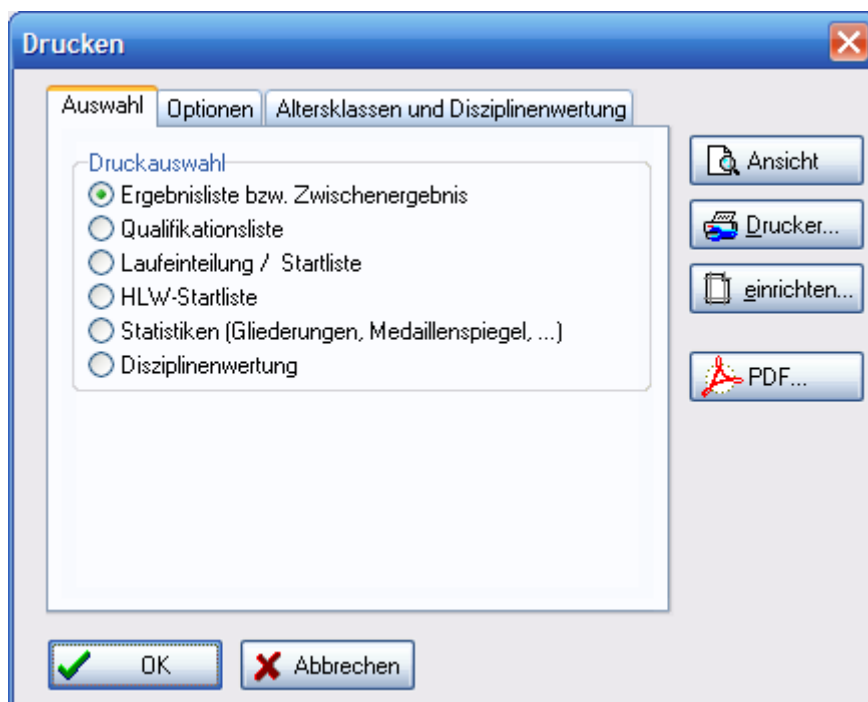 Drucken
Auswahl
Optionen
Altersklassen und Disziplinenwertung
Druckauswahl
Ergebnisliste bzw. Zwischenergebnis
Qualifikationsliste
Laufeinteilung / Startliste
HLW-Startliste
Statistiken (Gliederungen, Medaillenspiegel, ...)
Disziplinenwertung
Ansicht
Drucker...
einrichten...
PDF...
OK
Abbrechen